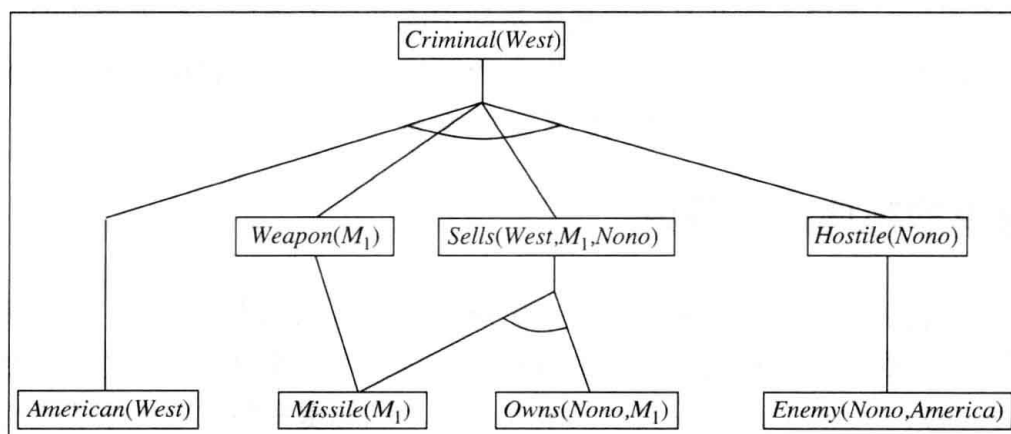 Criminal(West)
Weapon(M₁) Sells(West,M₁,Nono) Hostile(Nono)
American(West) Missile(M₁) Owns(Nono,M₁) Enemy(Nono,America)